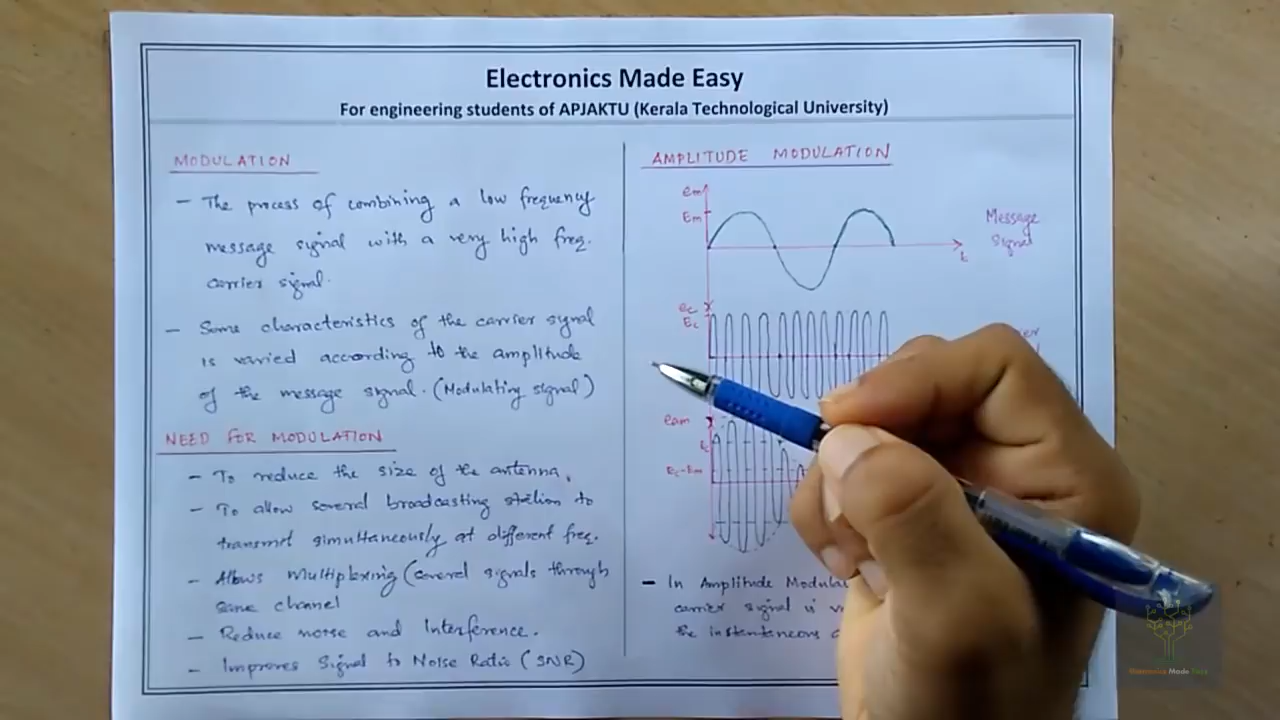 Electronics Made Easy
For engineering students of APJAKTU (Kerala Technological University)
MODULATION
- The process of combining a low frequency
message signal with a very high freq.
carrier signal.
- Some characteristics of the carrier signal
is varied according to the amplitude
of the message signal. (Modulating signal)
NEED FOR MODULATION
- To reduce the size of the antenna.
- To allow several broadcasting station to
transmit simultaneously at different freq.
- Allows Multiplexing (several signals through
same channel
- Reduce noise and Interference.
- Improves Signal to Noise Ratio (SNR)
AMPLITUDE MODULATION
em
Em
t
Message
Signal
ec
Ec
eam
Ec
Ec-Em
- In Amplitude Modula
carrier signal is v
the instantaneous a
Electronics Made Easy